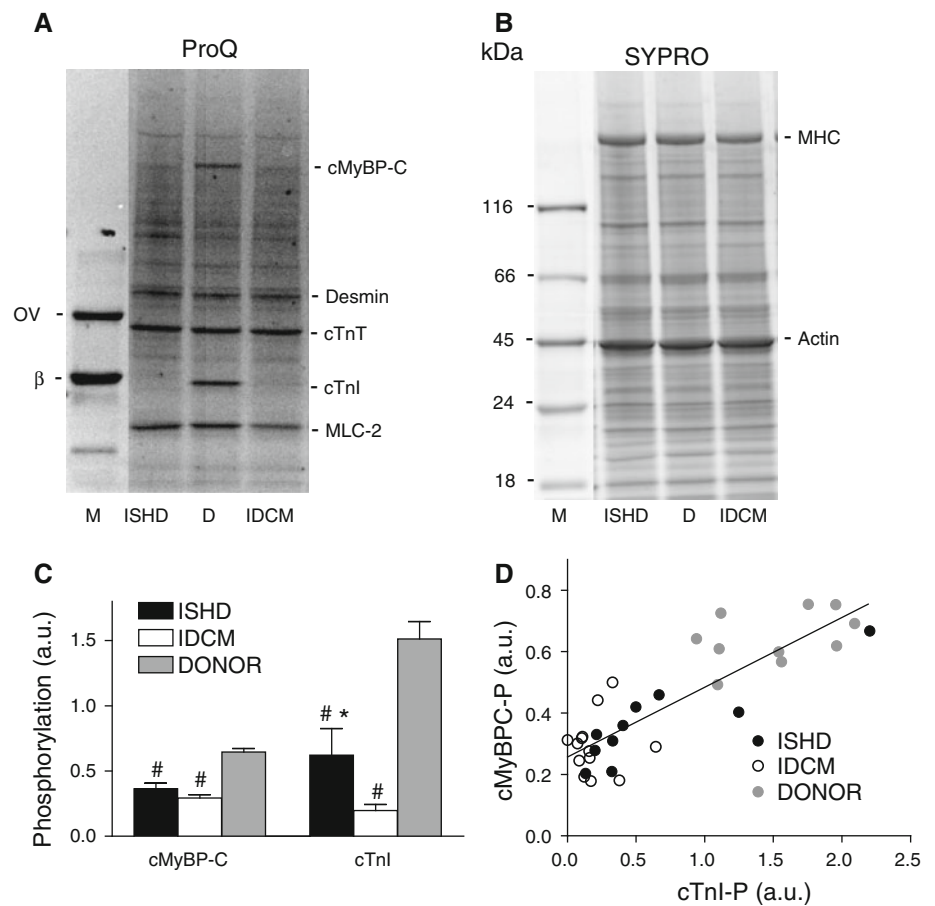 A
ProQ
cMyBP-C
Desmin
OV
cTnT
β
cTnI
MLC-2
M ISHD D IDCM
B
kDa
SYPRO
MHC
116
66
45
Actin
24
18
M ISHD D IDCM
C
Phosphorylation (a.u.)
ISHD
IDCM
DONOR
1.5
1.0
0.5
0.0
# *
# # #
cMyBP-C cTnI
D
cMyBPC-P (a.u.)
0.8
0.6
0.4
0.2
0.0
ISHD
IDCM
DONOR
0.0 0.5 1.0 1.5 2.0 2.5
cTnI-P (a.u.)